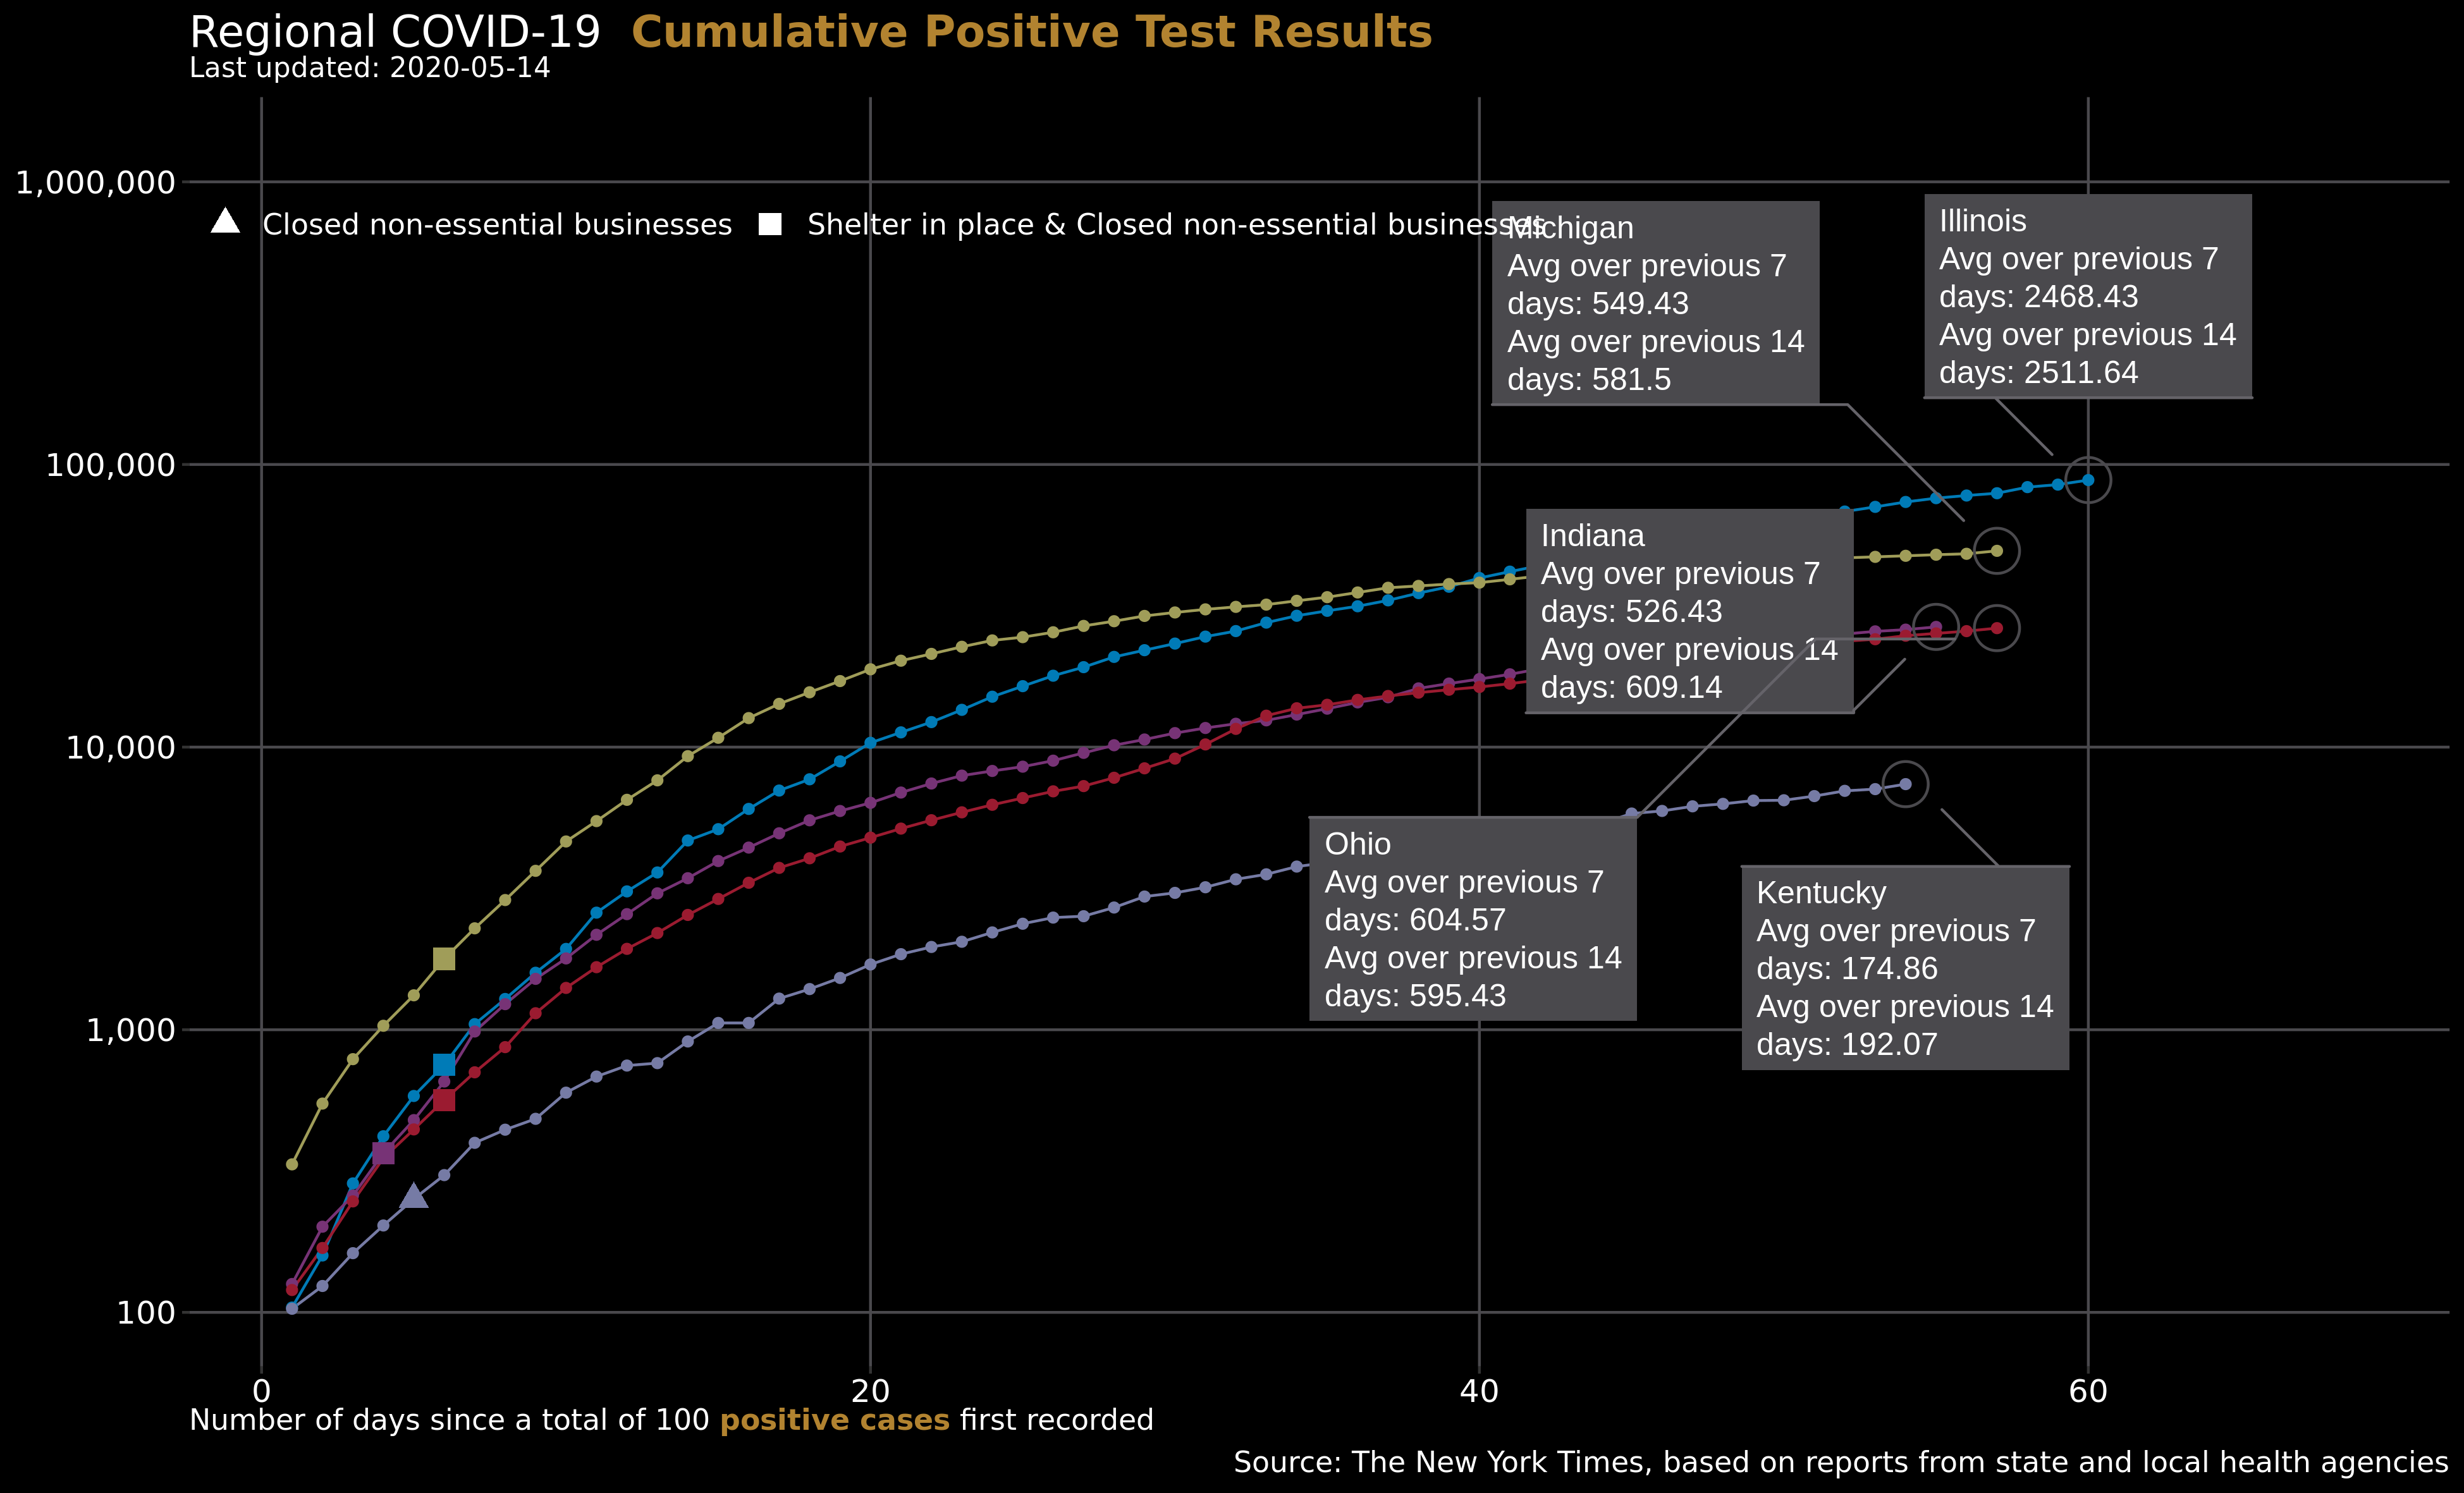 Regional COVID-19 Cumulative Positive Test Results
Last updated: 2020-05-14
1,000,000
100,000
10,000
1,000
100
Closed non-essential businesses
Shelter in place & Closed non-essential businesses
Michigan
Avg over previous 7
days: 549.43
Avg over previous 14
days: 581.5
Illinois
Avg over previous 7
days: 2468.43
Avg over previous 14
days: 2511.64
Indiana
Avg over previous 7
days: 526.43
Avg over previous 14
days: 609.14
Ohio
Avg over previous 7
days: 604.57
Avg over previous 14
days: 595.43
Kentucky
Avg over previous 7
days: 174.86
Avg over previous 14
days: 192.07
0 20 40 60
Number of days since a total of 100 positive cases first recorded
Source: The New York Times, based on reports from state and local health agencies